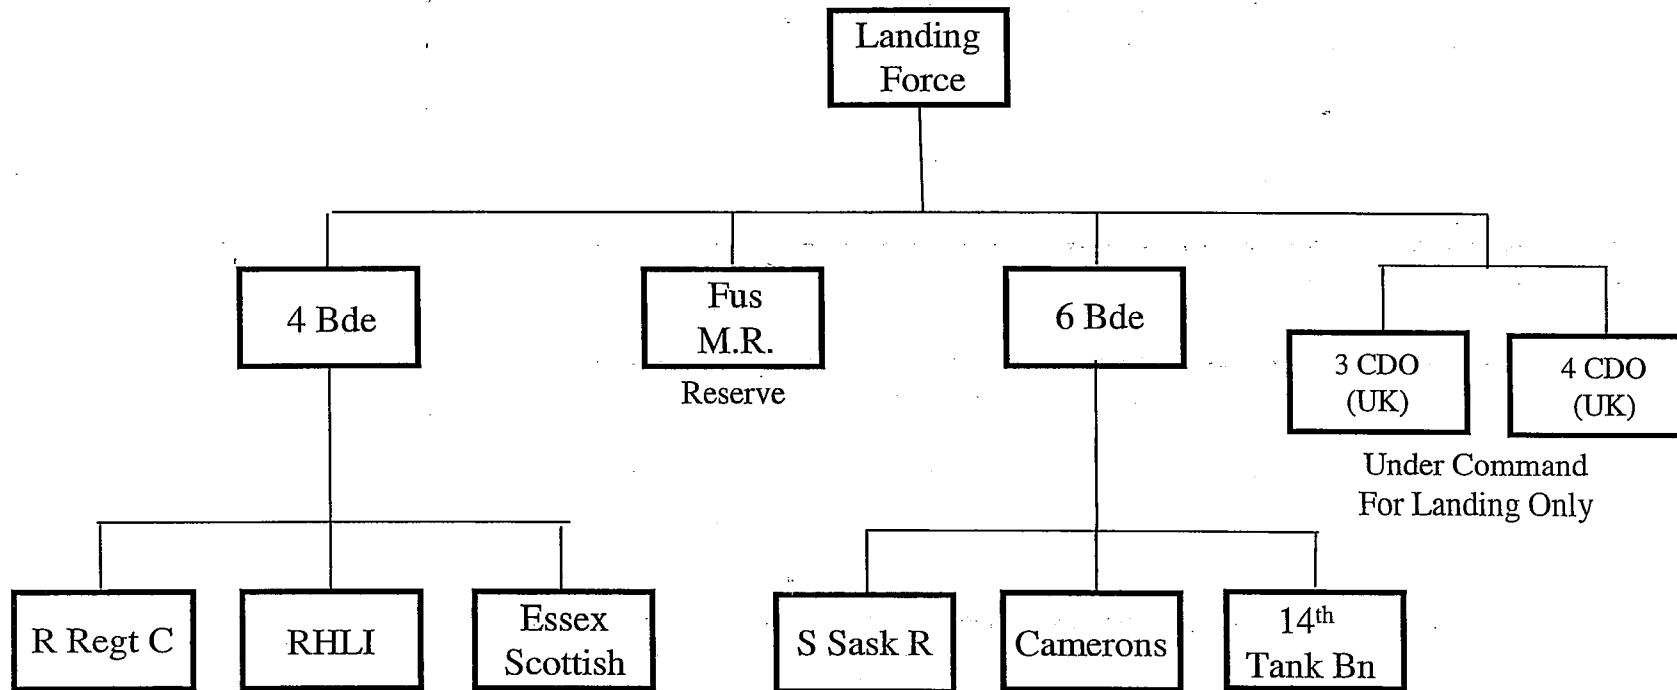 Landing
Force
4 Bde
Fus
M.R.
Reserve
6 Bde
3 CDO
(UK)
4 CDO
(UK)
Under Command
For Landing Only
R Regt C
RHLI
Essex
Scottish
S Sask R
Camerons
14th
Tank Bn